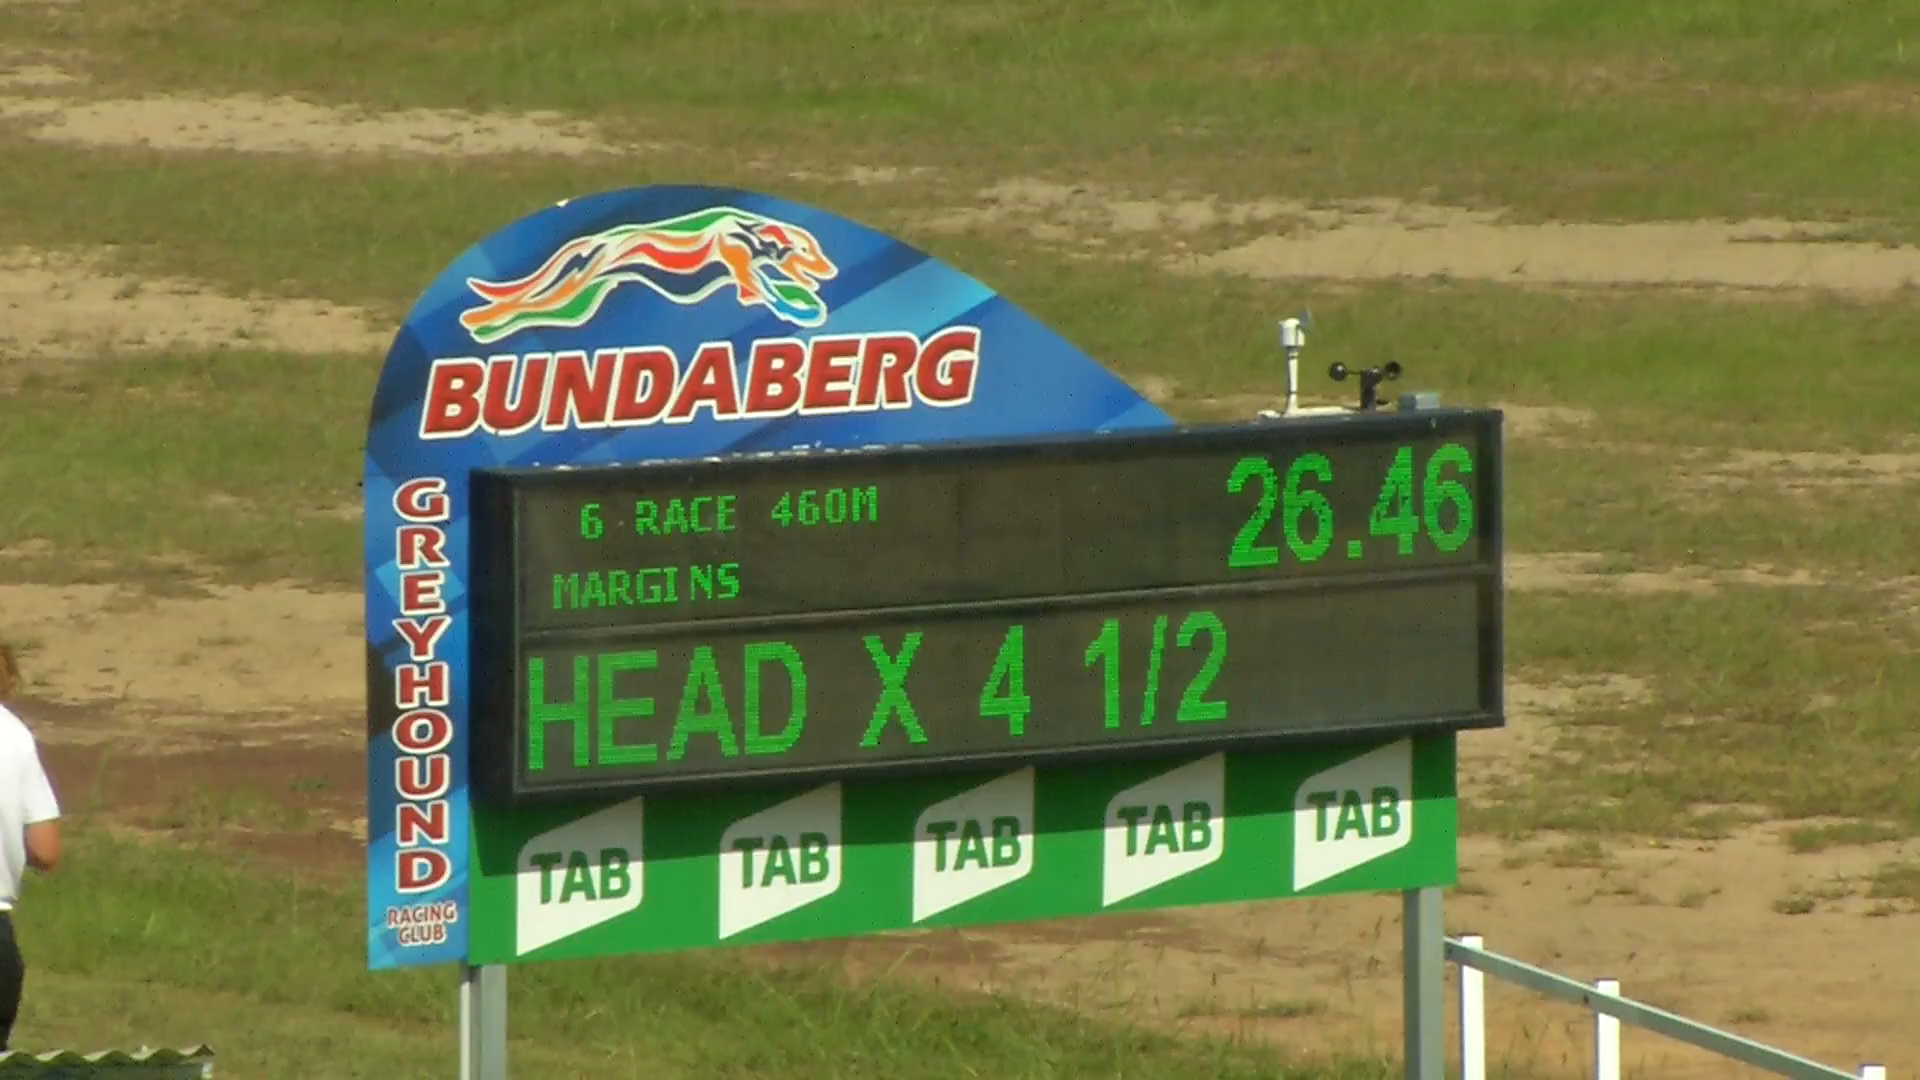 BUNDABERG
GREYHOUND
RACING
CLUB
6 RACE 460M
26.46
MARGINS
HEAD X 4 1/2
TAB TAB TAB TAB TAB